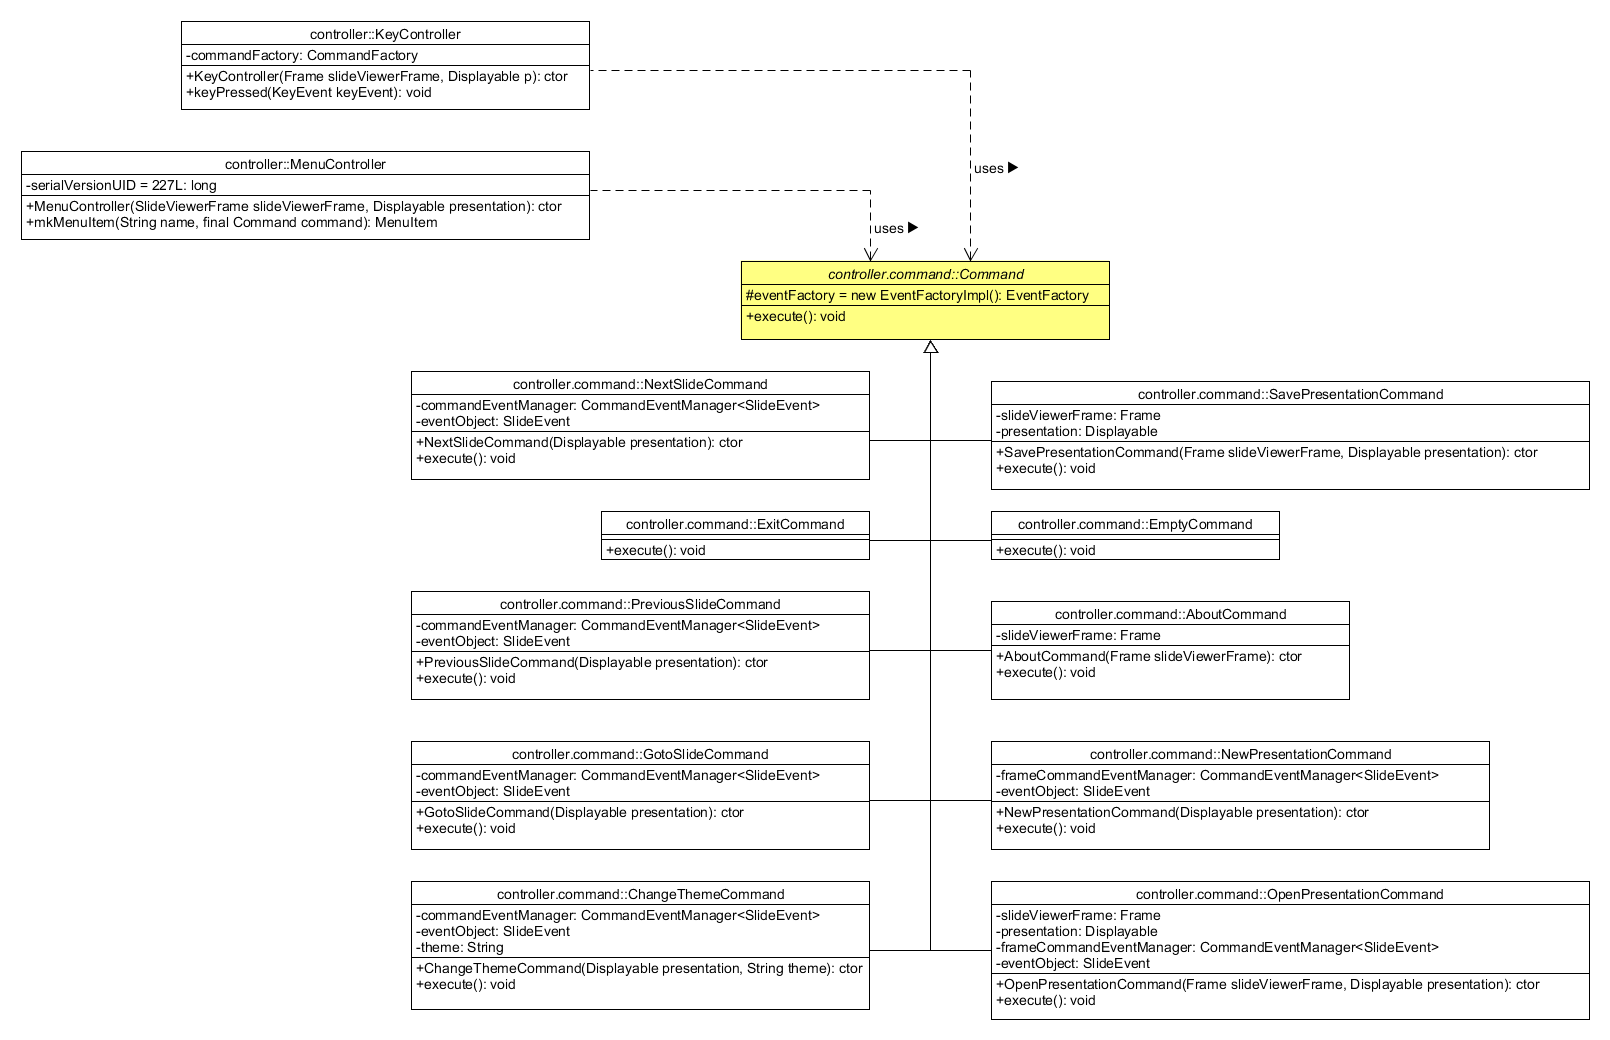 controller::KeyController
-commandFactory: CommandFactory
+KeyController(Frame slideViewerFrame, Displayable p): ctor
+keyPressed(KeyEvent keyEvent): void
controller::MenuController
-serialVersionUID = 227L: long
+MenuController(SlideViewerFrame slideViewerFrame, Displayable presentation): ctor
+mkMenuItem(String name, final Command command): MenuItem
uses ▶
uses ▶
controller.command::Command
#eventFactory = new EventFactoryImpl(): EventFactory
+execute(): void
controller.command::NextSlideCommand
-commandEventManager: CommandEventManager<SlideEvent>
-eventObject: SlideEvent
+NextSlideCommand(Displayable presentation): ctor
+execute(): void
controller.command::SavePresentationCommand
-slideViewerFrame: Frame
-presentation: Displayable
+SavePresentationCommand(Frame slideViewerFrame, Displayable presentation): ctor
+execute(): void
controller.command::ExitCommand
+execute(): void
controller.command::EmptyCommand
+execute(): void
controller.command::PreviousSlideCommand
-commandEventManager: CommandEventManager<SlideEvent>
-eventObject: SlideEvent
+PreviousSlideCommand(Displayable presentation): ctor
+execute(): void
controller.command::AboutCommand
-slideViewerFrame: Frame
+AboutCommand(Frame slideViewerFrame): ctor
+execute(): void
controller.command::GotoSlideCommand
-commandEventManager: CommandEventManager<SlideEvent>
-eventObject: SlideEvent
+GotoSlideCommand(Displayable presentation): ctor
+execute(): void
controller.command::NewPresentationCommand
-frameCommandEventManager: CommandEventManager<SlideEvent>
-eventObject: SlideEvent
+NewPresentationCommand(Displayable presentation): ctor
+execute(): void
controller.command::ChangeThemeCommand
-commandEventManager: CommandEventManager<SlideEvent>
-eventObject: SlideEvent
-theme: String
+ChangeThemeCommand(Displayable presentation, String theme): ctor
+execute(): void
controller.command::OpenPresentationCommand
-slideViewerFrame: Frame
-presentation: Displayable
-frameCommandEventManager: CommandEventManager<SlideEvent>
-eventObject: SlideEvent
+OpenPresentationCommand(Frame slideViewerFrame, Displayable presentation): ctor
+execute(): void